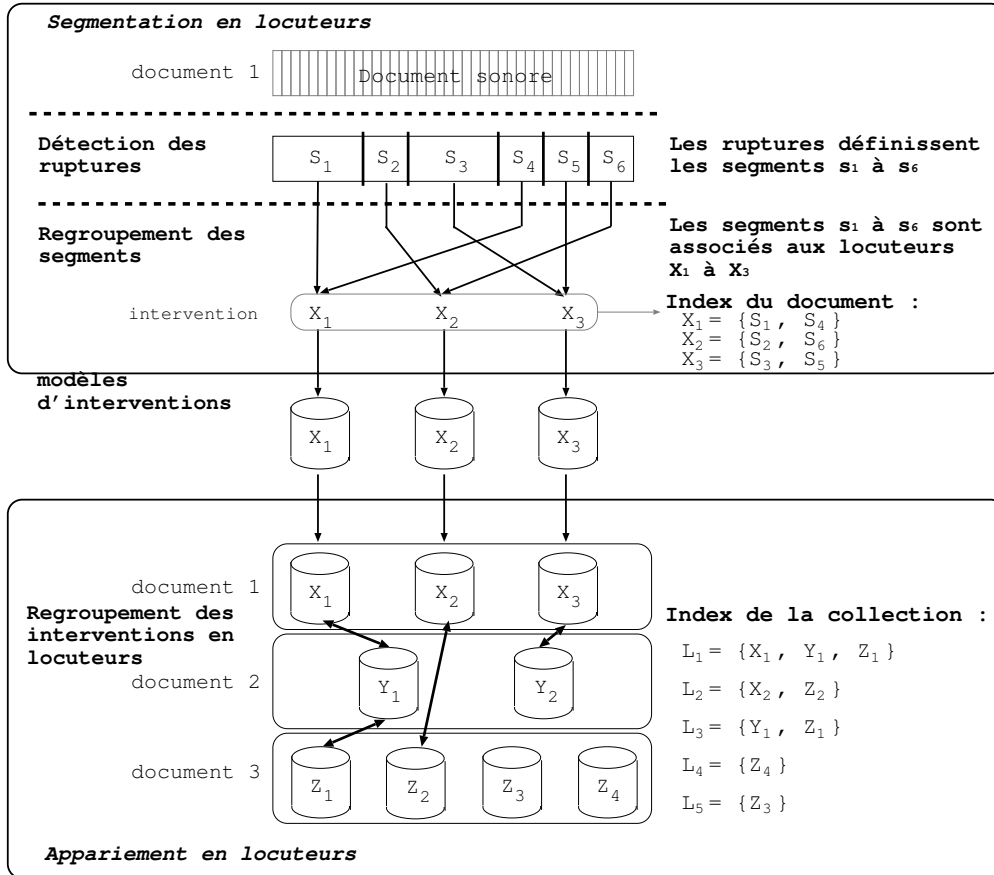 Segmentation en locuteurs
document 1
Document sonore
Détection des
ruptures
S₁ S₂ S₃ S₄ S₅ S₆
Les ruptures définissent
les segments s₁ à s₆
Regroupement des
segments
Les segments s₁ à s₆ sont
associés aux locuteurs
X₁ à X₃
intervention
X₁ X₂ X₃
Index du document :
X₁ = {S₁, S₄}
X₂ = {S₂, S₆}
X₃ = {S₃, S₅}
modèles
d'interventions
X₁ X₂ X₃
document 1
X₁ X₂ X₃
Regroupement des
interventions en
locuteurs
document 2
Y₁ Y₂
document 3
Z₁ Z₂ Z₃ Z₄
Index de la collection :
L₁ = {X₁, Y₁, Z₁}
L₂ = {X₂, Z₂}
L₃ = {Y₁, Z₁}
L₄ = {Z₄}
L₅ = {Z₃}
Appariement en locuteurs